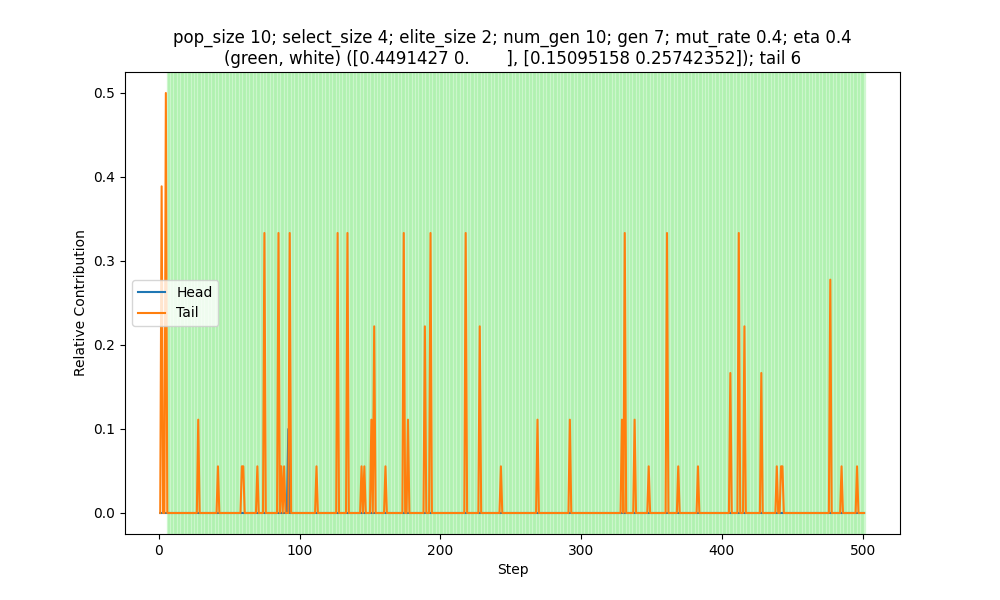 pop_size 10; select_size 4; elite_size 2; num_gen 10; gen 7; mut_rate 0.4; eta 0.4
(green, white) ([0.4491427 0.       ], [0.15095158 0.25742352]); tail 6
0.5
0.4
0.3
0.2
0.1
0.0
Relative Contribution
Head
Tail
0
100
200
300
400
500
Step